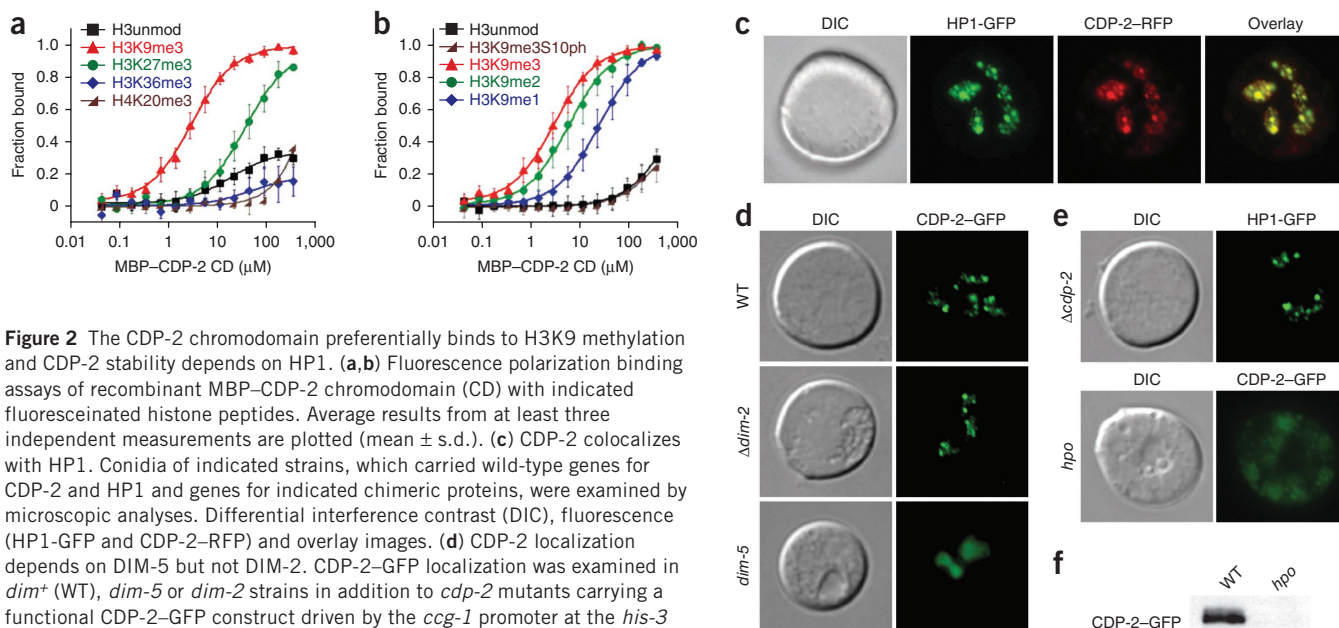 a
H3unmod
H3K9me3
H3K27me3
H3K36me3
H4K20me3
Fraction bound
1.0
0.8
0.6
0.4
0.2
0
0.01 0.1 1 10 100 1,000
MBP–CDP-2 CD (μM)
b
H3unmod
H3K9me3S10ph
H3K9me3
H3K9me2
H3K9me1
Fraction bound
1.0
0.8
0.6
0.4
0.2
0
0.01 0.1 1 10 100 1,000
MBP–CDP-2 CD (μM)
c
DIC HP1-GFP CDP-2–RFP Overlay
d
DIC CDP-2–GFP
WT
Δdim-2
dim-5
e
DIC HP1-GFP
Δcdp-2
DIC CDP-2–GFP
hpo
f
WT hpo
CDP-2–GFP
Figure 2 The CDP-2 chromodomain preferentially binds to H3K9 methylation
and CDP-2 stability depends on HP1. (a,b) Fluorescence polarization binding
assays of recombinant MBP–CDP-2 chromodomain (CD) with indicated
fluoresceinated histone peptides. Average results from at least three
independent measurements are plotted (mean ± s.d.). (c) CDP-2 colocalizes
with HP1. Conidia of indicated strains, which carried wild-type genes for
CDP-2 and HP1 and genes for indicated chimeric proteins, were examined by
microscopic analyses. Differential interference contrast (DIC), fluorescence
(HP1-GFP and CDP-2–RFP) and overlay images. (d) CDP-2 localization
depends on DIM-5 but not DIM-2. CDP-2–GFP localization was examined in
dim+ (WT), dim-5 or dim-2 strains in addition to cdp-2 mutants carrying a
functional CDP-2–GFP construct driven by the ccg-1 promoter at the his-3